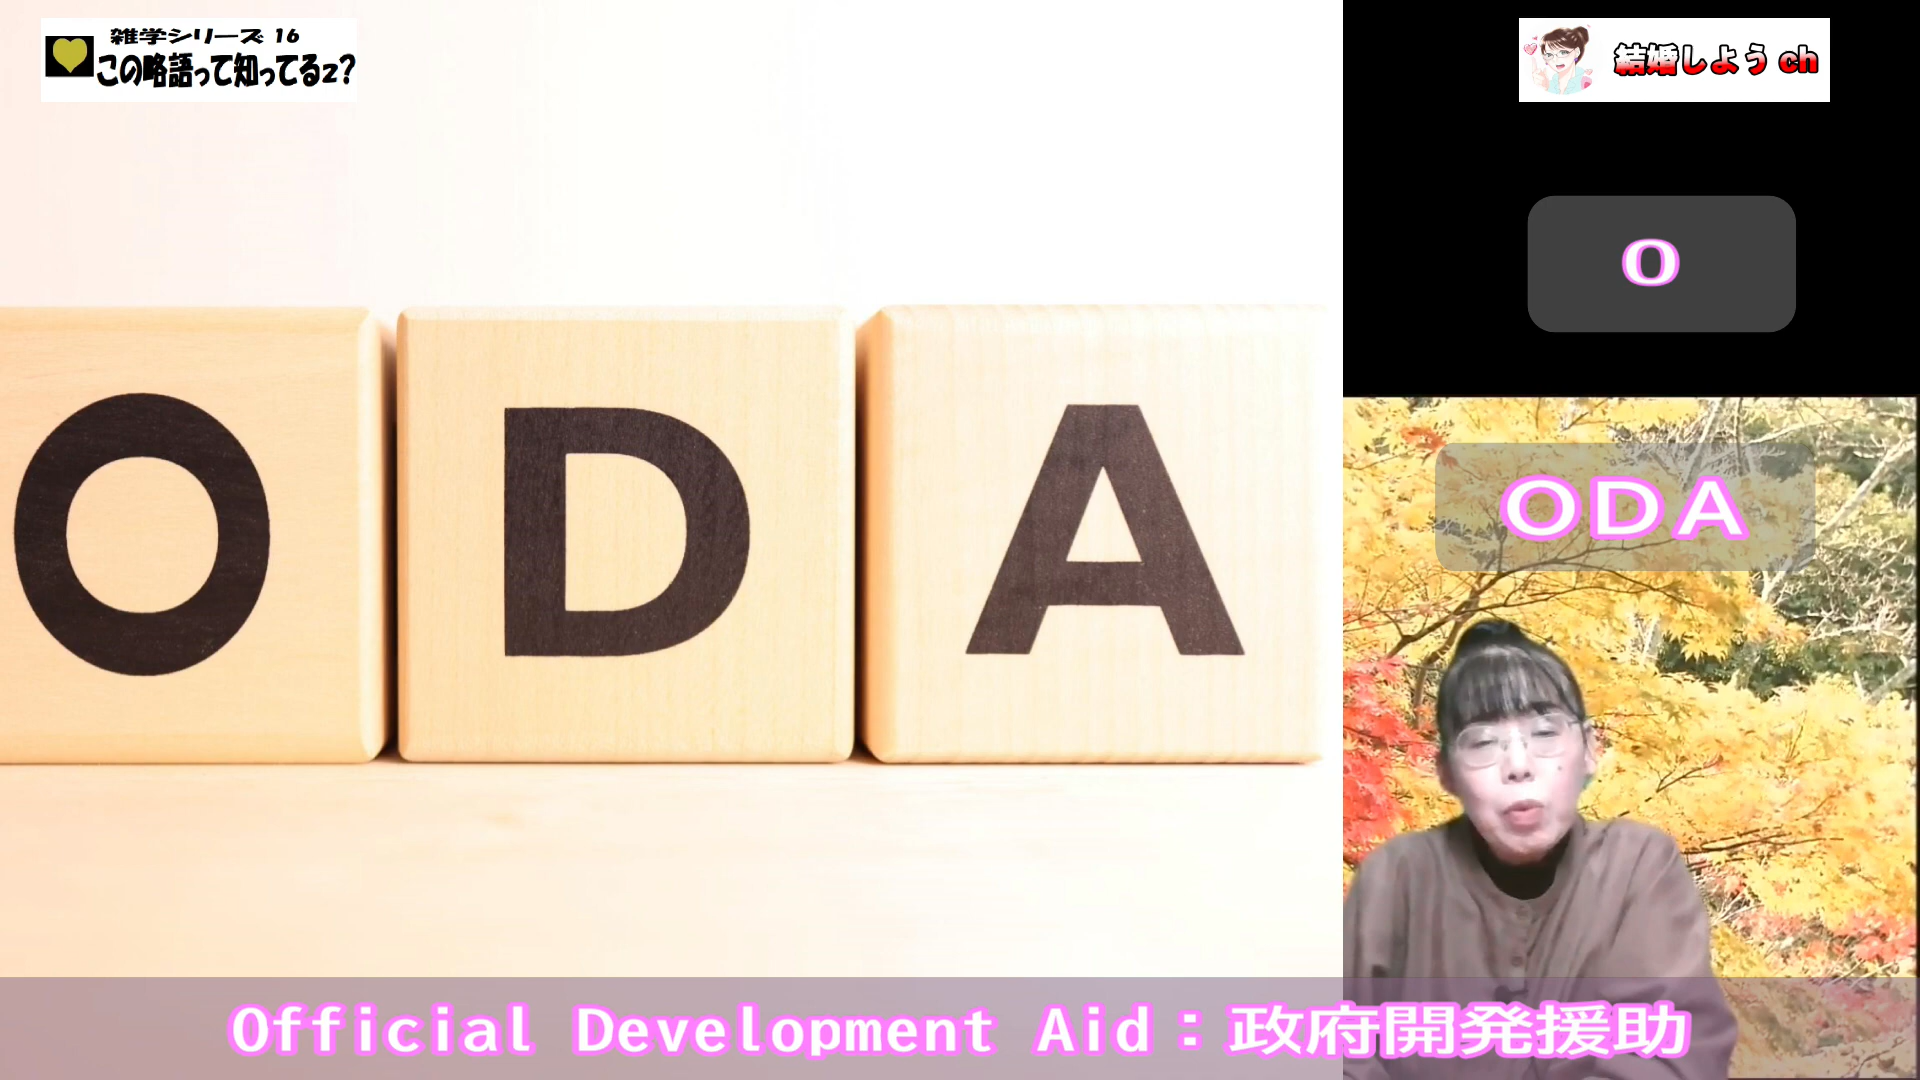 雑学シリーズ 16
この略語って知ってるz?
結婚しよう ch
O
ODA
O D A
Official Development Aid：政府開発援助